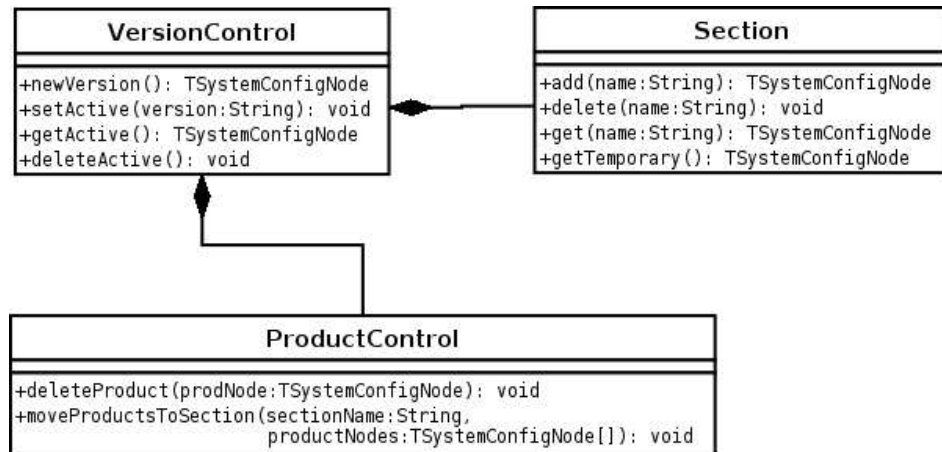 VersionControl
+newVersion(): TSystemConfigNode
+setActive(version:String): void
+getActive(): TSystemConfigNode
+deleteActive(): void
Section
+add(name:String): TSystemConfigNode
+delete(name:String): void
+get(name:String): TSystemConfigNode
+getTemporary(): TSystemConfigNode
ProductControl
+deleteProduct(prodNode:TSystemConfigNode): void
+moveProductsToSection(sectionName:String,
productNodes:TSystemConfigNode[]): void